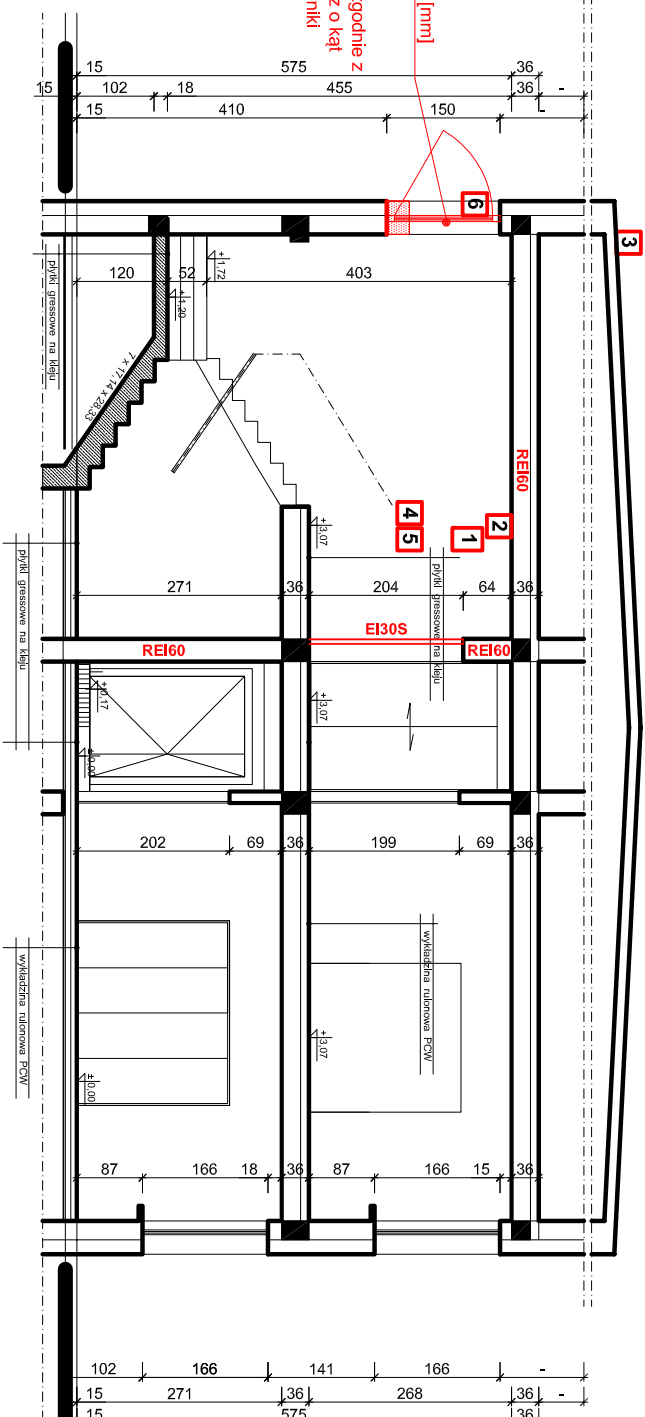 [mm]
zgodnie z
z o kąt
niki
15 575 36
15 102 18 455 36 -
15 410 150 -
6
3
120 52 403
+1,72
+1,20
płytki gressowe na kleju
7 x 17,14 x 28,33
REI60
4 5
1
2
+3,07
płytki gressowe na kleju
271 36 204 64 36
płytki gressowe na kleju
REI60
EI30S
REI60
+0,17
±0,00
+3,07
202 69 36 199 69 36
wykładzina rulonowa PCW
wykładzina rulonowa PCW
+3,07
±0,00
87 166 18 36 87 166 15 36
102 166 141 166 -
15 271 36 268 36 -
15 575 36